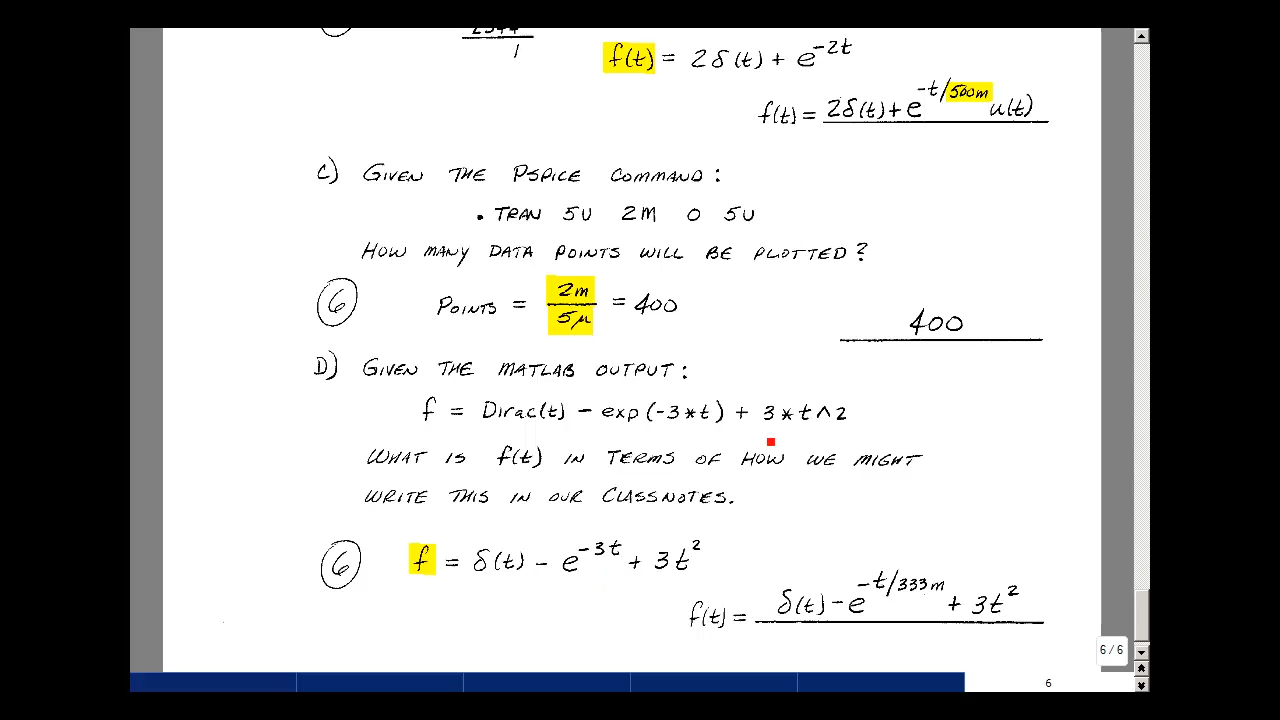 1
f(t) = 2δ(t) + e^-2t
f(t) = 2δ(t) + e^-t/500m u(t)
C) GIVEN THE PSPICE COMMAND :
. TRAN 5U 2M 0 5U
HOW MANY DATA POINTS WILL BE PLOTTED ?
6 POINTS = 2m/5μ = 400
400
D) GIVEN THE MATLAB OUTPUT :
f = Dirac(t) - exp(-3*t) + 3*t^2
WHAT IS f(t) IN TERMS OF HOW WE MIGHT
WRITE THIS IN OUR CLASSNOTES.
6 f = δ(t) - e^-3t + 3t^2
f(t) = δ(t) - e^-t/333m + 3t^2
6/6
6